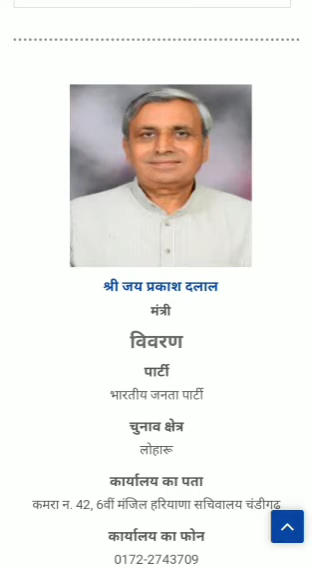 श्री जय प्रकाश दलाल
मंत्री
विवरण
पार्टी
भारतीय जनता पार्टी
चुनाव क्षेत्र
लोहारू
कार्यालय का पता
कमरा न. 42, 6वीं मंजिल हरियाणा सचिवालय चंडीगढ़
कार्यालय का फोन
0172-2743709